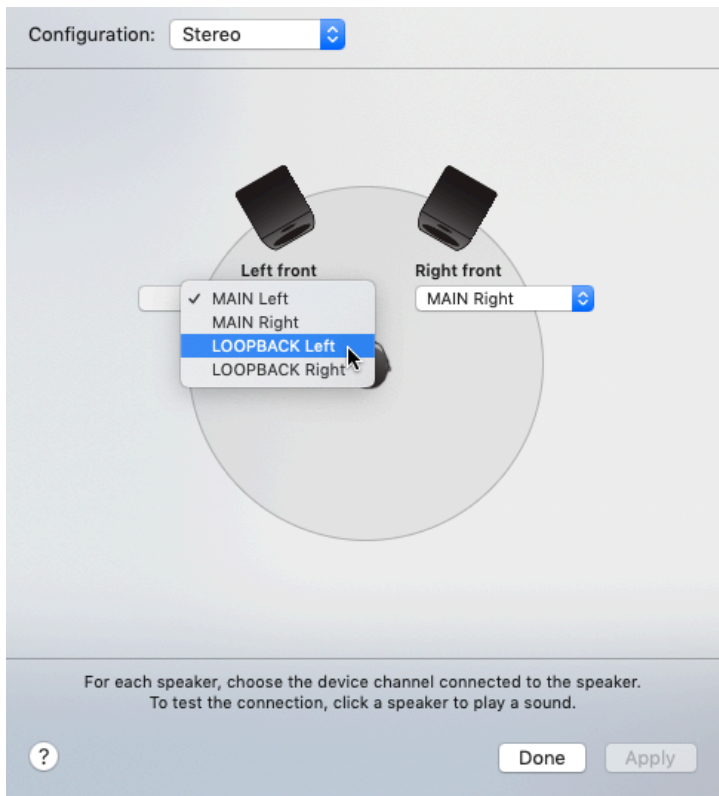 Configuration: Stereo
Left front
Right front
✓ MAIN Left
MAIN Right
LOOPBACK Left
LOOPBACK Right
MAIN Right
For each speaker, choose the device channel connected to the speaker.
To test the connection, click a speaker to play a sound.
? Done Apply